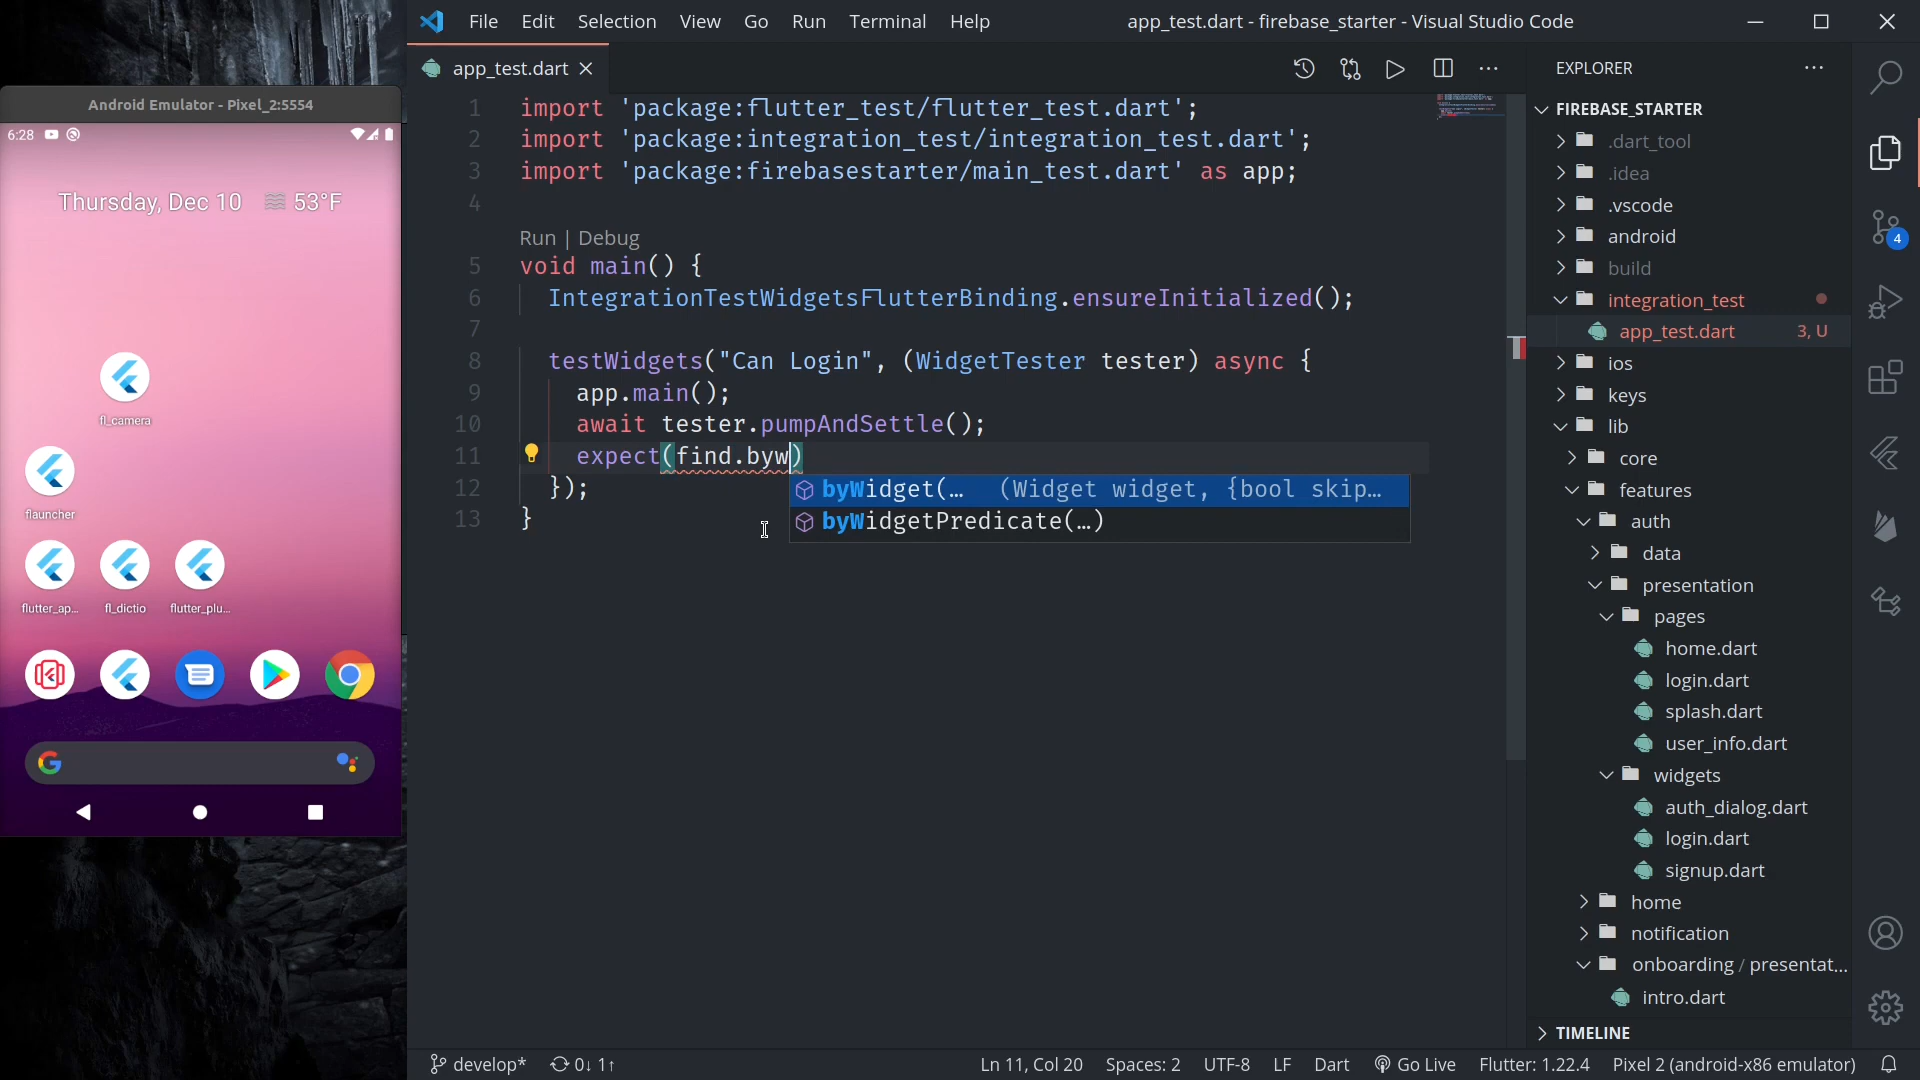 File Edit Selection View Go Run Terminal Help
app_test.dart - firebase_starter - Visual Studio Code
app_test.dart
Android Emulator - Pixel_2:5554
6:28
Thursday, Dec 10 53°F
fl_camera
flauncher
flutter_ap...
fl_dictio
flutter_plu...
1 import 'package:flutter_test/flutter_test.dart';
2 import 'package:integration_test/integration_test.dart';
3 import 'package:firebasestarter/main_test.dart' as app;
4
Run | Debug
5 void main() {
6 IntegrationTestWidgetsFlutterBinding.ensureInitialized();
7
8 testWidgets("Can Login", (WidgetTester tester) async {
9 app.main();
10 await tester.pumpAndSettle();
11 expect(find.byw)
12 });
13 }
byWidget(… (Widget widget, {bool skip…
byWidgetPredicate(…)
EXPLORER
FIREBASE_STARTER
.dart_tool
.idea
.vscode
android
build
integration_test
app_test.dart 3, U
ios
keys
lib
core
features
auth
data
presentation
pages
home.dart
login.dart
splash.dart
user_info.dart
widgets
auth_dialog.dart
login.dart
signup.dart
home
notification
onboarding / presentat...
intro.dart
TIMELINE
4
develop* 0↓ 1↑
Ln 11, Col 20 Spaces: 2 UTF-8 LF Dart Go Live Flutter: 1.22.4 Pixel 2 (android-x86 emulator)